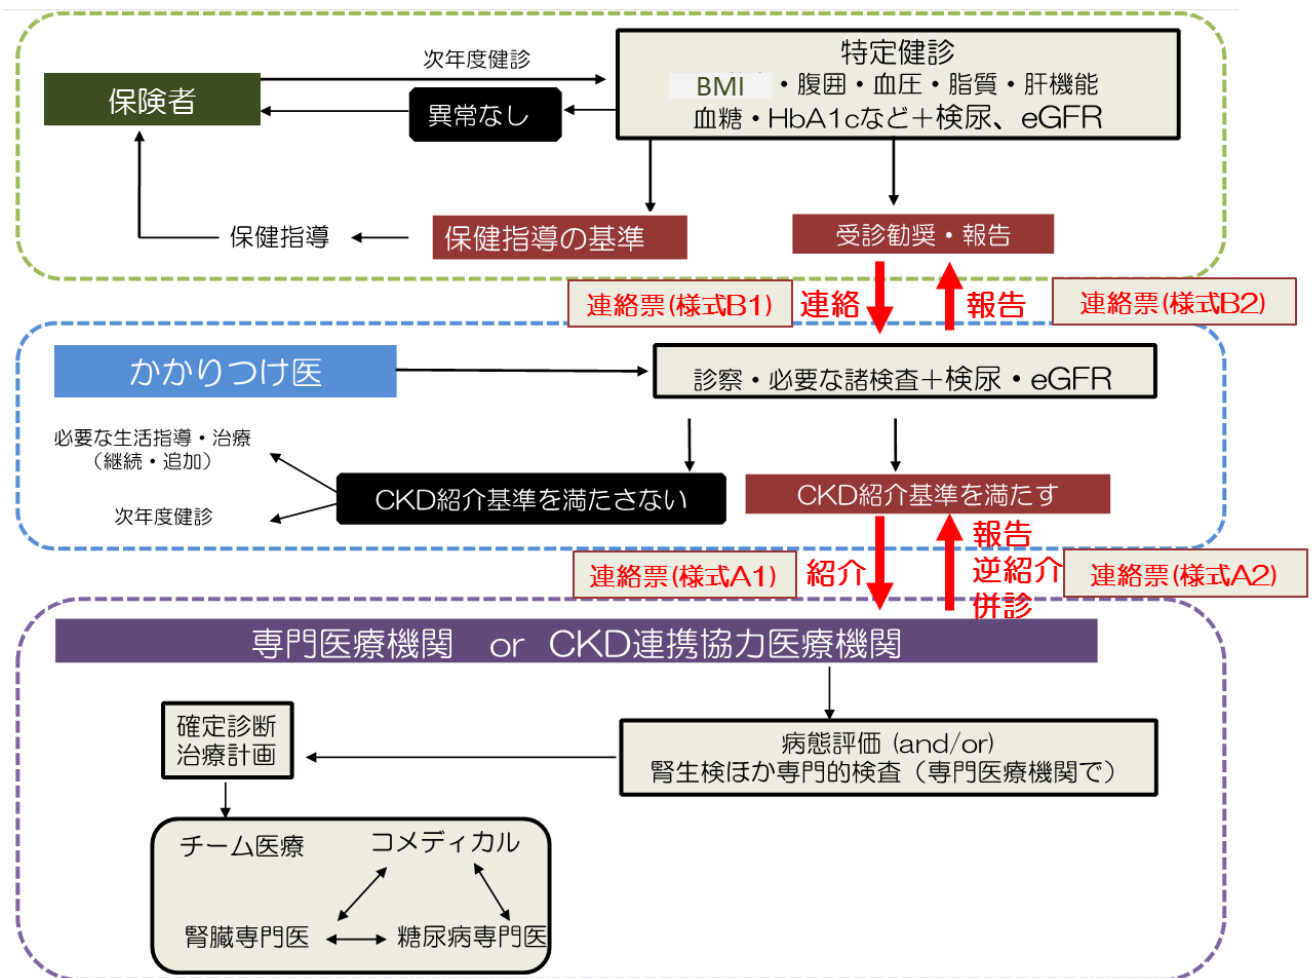 次年度健診
特定健診
保険者
BMI ・腹囲・血圧・脂質・肝機能
異常なし
血糖・HbA1cなど+検尿、eGFR
保健指導
保健指導の基準
受診勧奨・報告
連絡票(様式B1)
連絡
報告
連絡票(様式B2)
かかりつけ医
診察・必要な諸検査+検尿・eGFR
必要な生活指導・治療
(継続・追加)
次年度健診
CKD紹介基準を満たさない
CKD紹介基準を満たす
連絡票(様式A1)
紹介
報告
逆紹介
併診
連絡票(様式A2)
専門医療機関 or CKD連携協力医療機関
確定診断
治療計画
病態評価 (and/or)
腎生検ほか専門的検査(専門医療機関で)
チーム医療
コメディカル
腎臓専門医
糖尿病専門医